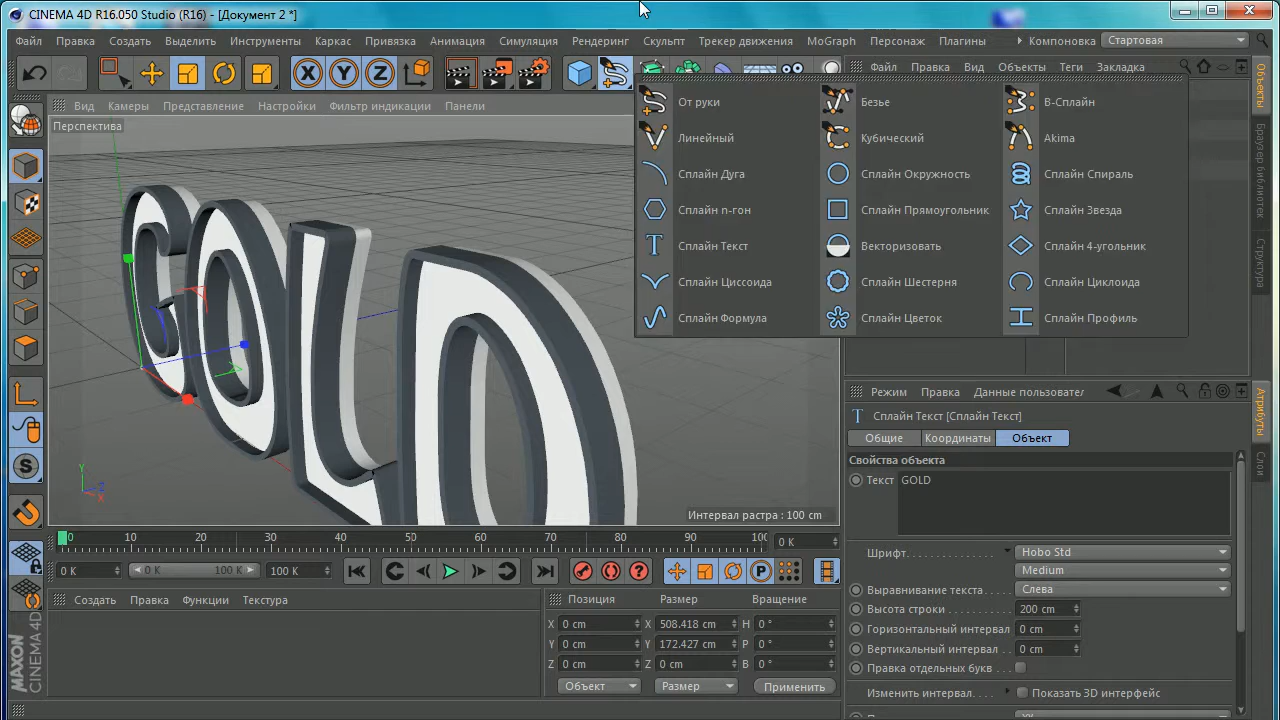 CINEMA 4D R16.050 Studio (R16) - [Документ 2 *]
Файл Правка Создать Выделить Инструменты Каркас Привязка Анимация Симуляция Рендеринг Скульпт Трекер движения MoGraph Персонаж Плагины Компоновка Стартовая
X Y Z
Файл Правка Вид Объекты Теги Закладка
Вид Камеры Представление Настройки Фильтр индикации Панели
Перспектива
От руки Безье В-Сплайн
Линейный Кубический Akima
Сплайн Дуга Сплайн Окружность Сплайн Спираль
Сплайн n-гон Сплайн Прямоугольник Сплайн Звезда
Сплайн Текст Векторизовать Сплайн 4-угольник
Сплайн Циссоида Сплайн Шестерня Сплайн Циклоида
Сплайн Формула Сплайн Цветок Сплайн Профиль
GOLD
Y
Z
X
Интервал растра : 100 cm
Объекты
Браузер библиотек
Структура
Режим Правка Данные пользовател
Сплайн Текст [Сплайн Текст]
Общие Координаты Объект
Свойства объекта
Текст GOLD
Шрифт Hobo Std
Medium
Выравнивание текста Слева
Высота строки 200 cm
Горизонтальный интервал 0 cm
Вертикальный интервал 0 cm
Правка отдельных букв
Изменить интервал Показать 3D интерфейс
Атрибуты
Слои
0 10 20 30 40 50 60 70 80 90 100 0 K
0 K 0 K 100 K 100 K
Создать Правка Функции Текстура
Позиция Размер Вращение
X 0 cm X 508.418 cm H 0 °
Y 0 cm Y 172.427 cm P 0 °
Z 0 cm Z 0 cm B 0 °
Объект Размер Применить
MAXON
CINEMA 4D